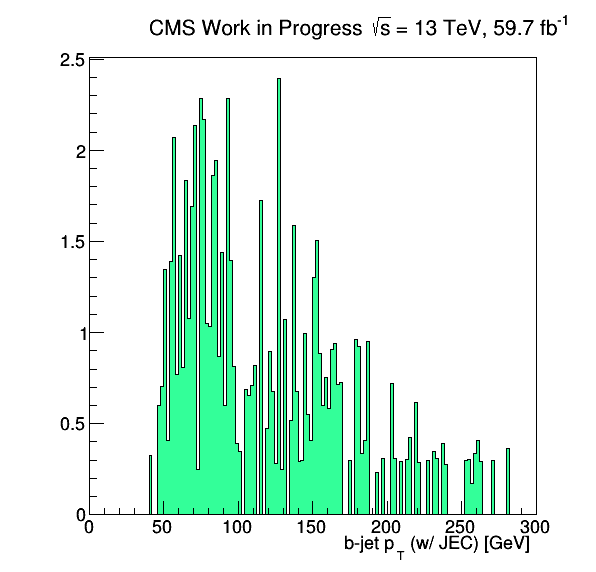 CMS Work in Progress √s = 13 TeV, 59.7 fb⁻¹
2.5
2
1.5
1
0.5
0
0 50 100 150 200 250 300
b-jet p_T (w/ JEC) [GeV]